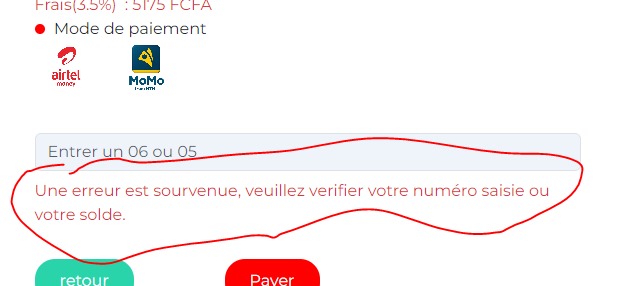 Frais(3.5%) : 5175 FCFA
Mode de paiement
airtel
money
MoMo
from MTN
Entrer un 06 ou 05
Une erreur est sourvenue, veuillez verifier votre numéro saisie ou
votre solde.
retour
Payer